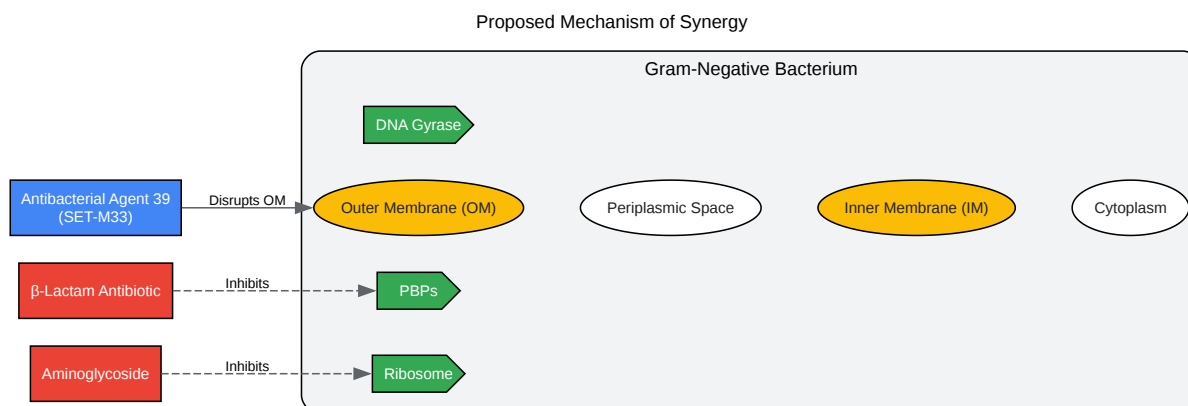 Proposed Mechanism of Synergy
Gram-Negative Bacterium
DNA Gyrase
Antibacterial Agent 39
(SET-M33)
Disrupts OM
Outer Membrane (OM)
Periplasmic Space
Inner Membrane (IM)
Cytoplasm
β-Lactam Antibiotic
Inhibits
PBPs
Aminoglycoside
Inhibits
Ribosome